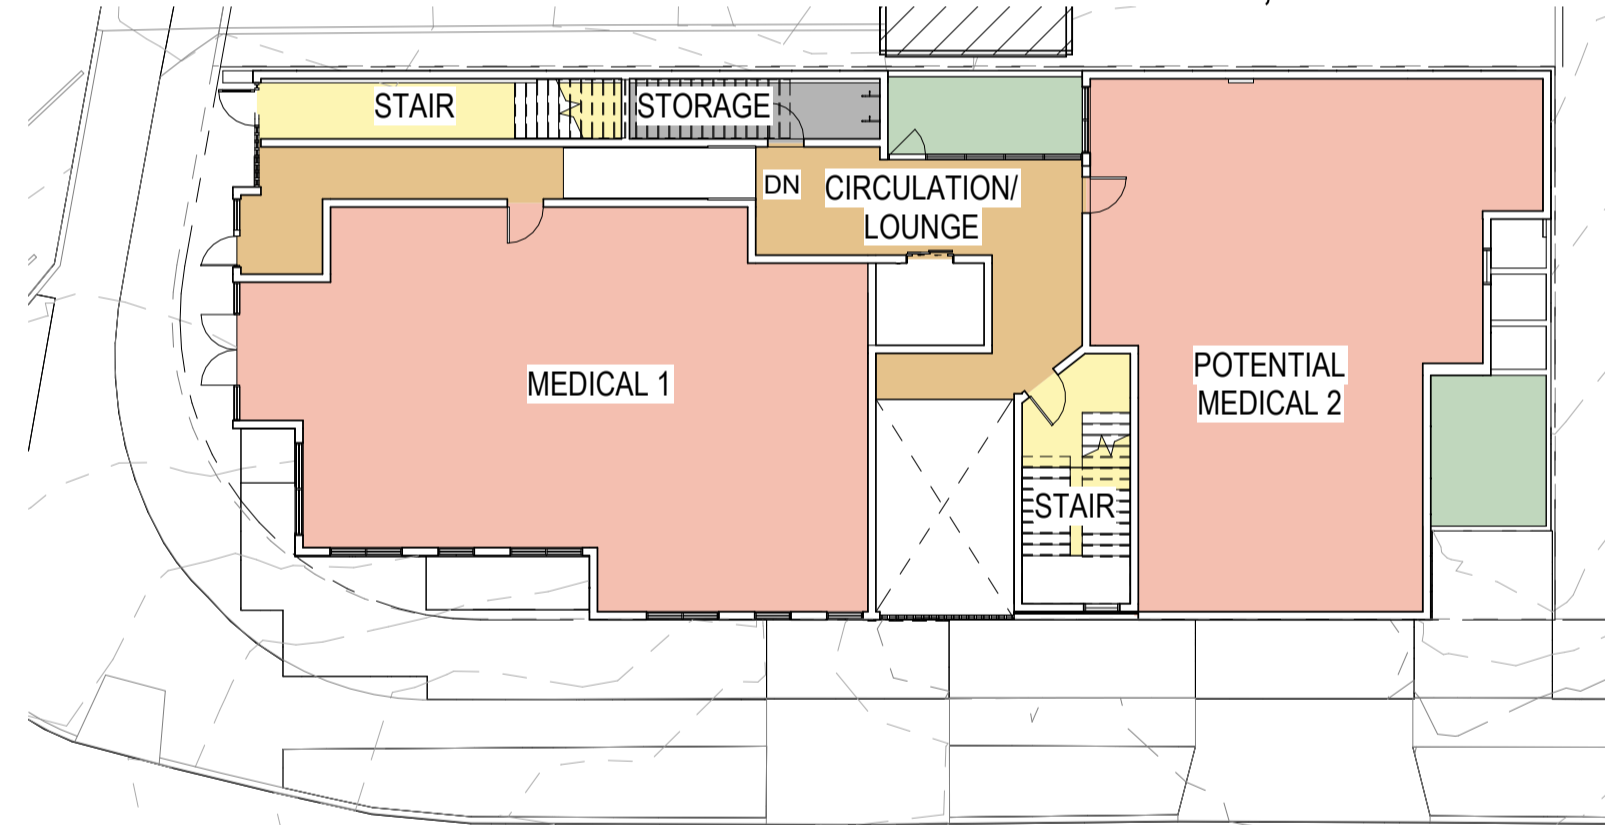 STAIR
STORAGE
DN
CIRCULATION/
LOUNGE
MEDICAL 1
POTENTIAL
MEDICAL 2
STAIR